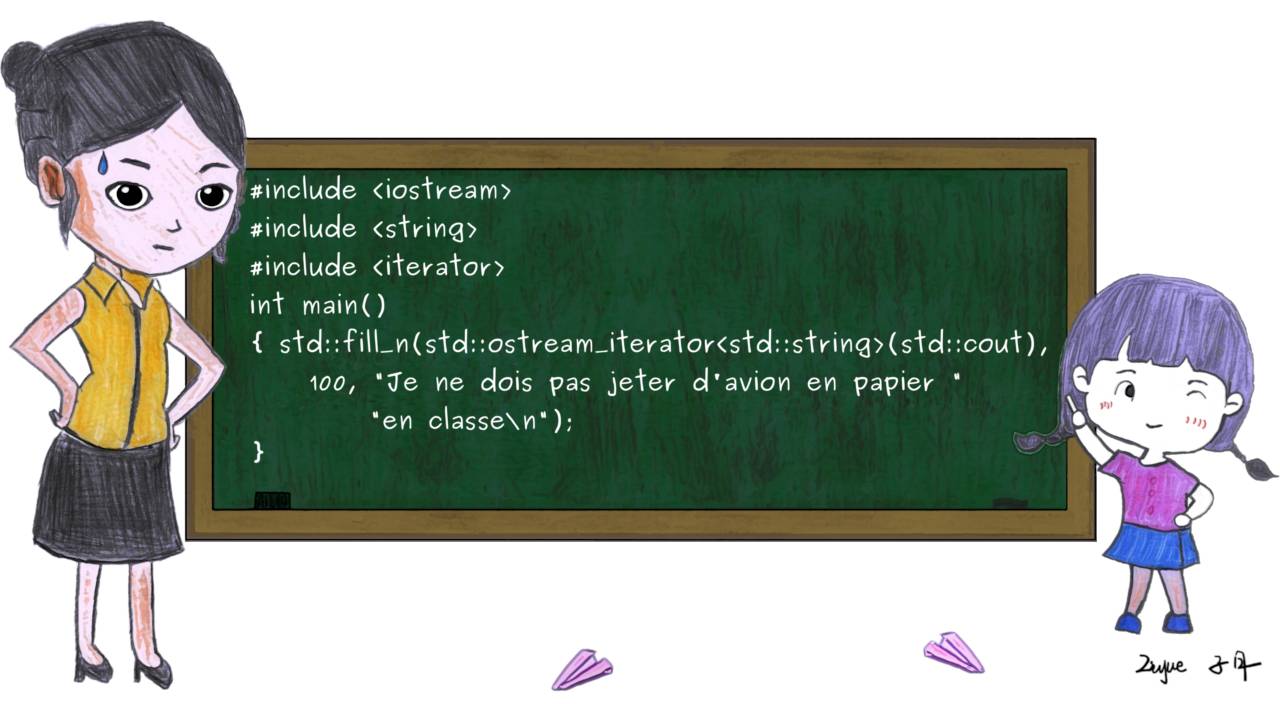 #include <iostream>
#include <string>
#include <iterator>
int main()
{ std::fill_n(std::ostream_iterator<std::string>(std::cout),
100, "Je ne dois pas jeter d'avion en papier "
"en classe\n");
}
Ziyue 子月